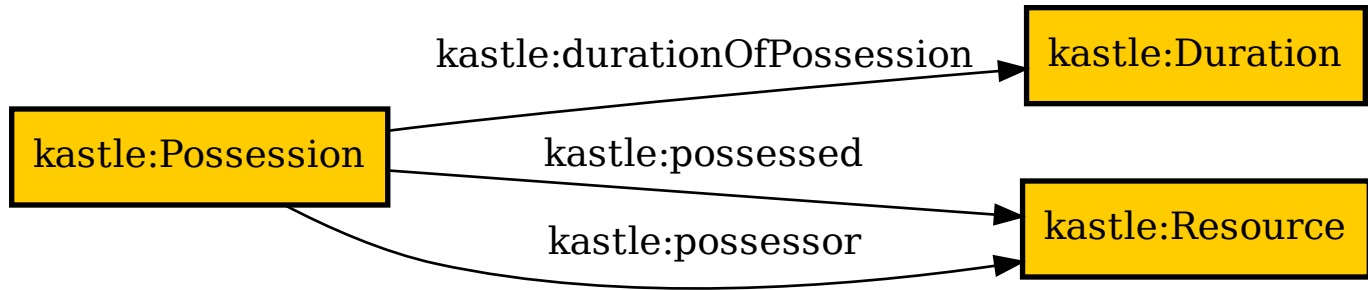 kastle:durationOfPossession
kastle:Duration
kastle:Possession
kastle:possessed
kastle:possessor
kastle:Resource